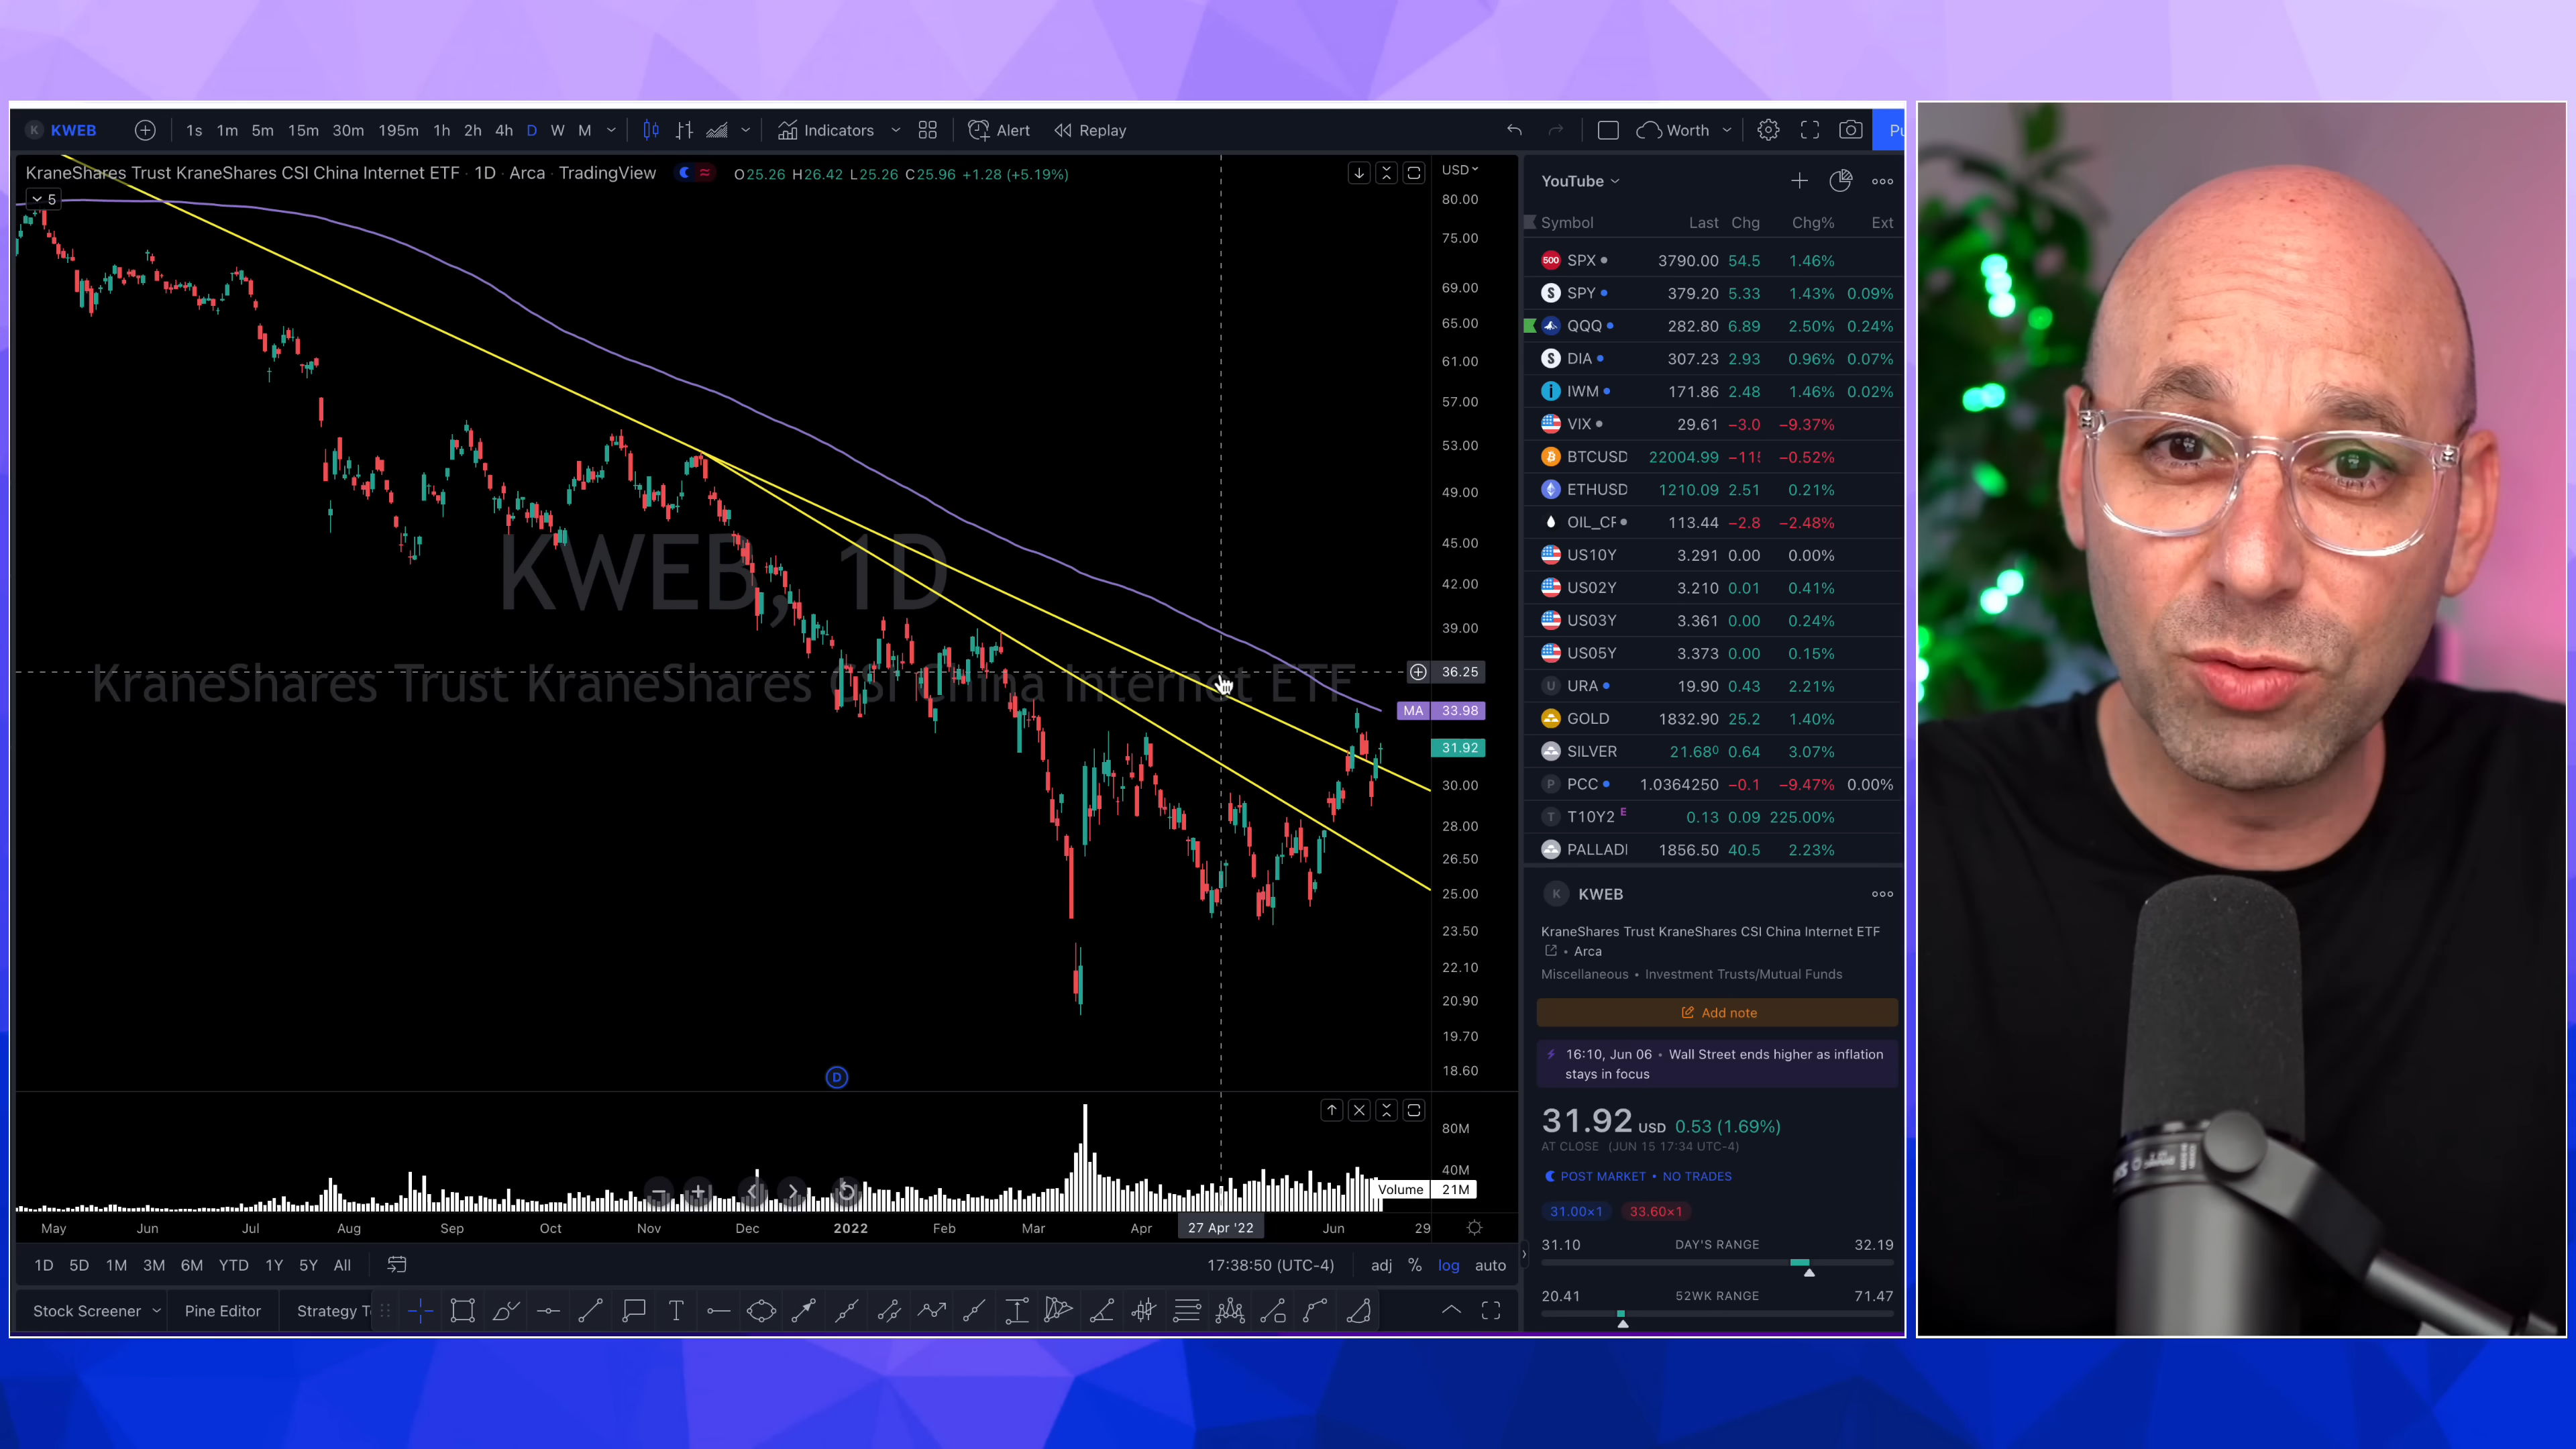 K KWEB 1s 1m 5m 15m 30m 195m 1h 2h 4h D W M Indicators Alert Replay Worth Pu
KraneShares Trust KraneShares CSI China Internet ETF · 1D · Arca · TradingView O25.26 H26.42 L25.26 C25.96 +1.28 (+5.19%) USD
5
80.00
75.00
69.00
65.00
61.00
57.00
53.00
49.00
45.00
42.00
39.00
36.25
MA 33.98
31.92
30.00
28.00
26.50
25.00
23.50
22.10
20.90
19.70
18.60
KWEB, 1D
KraneShares Trust KraneShares CSI China Internet ETF
D
80M
40M
Volume 21M
May Jun Jul Aug Sep Oct Nov Dec 2022 Feb Mar Apr 27 Apr '22 Jun 29
1D 5D 1M 3M 6M YTD 1Y 5Y All 17:38:50 (UTC-4) adj % log auto
Stock Screener Pine Editor Strategy T
YouTube
Symbol Last Chg Chg% Ext
500 SPX 3790.00 54.5 1.46%
S SPY 379.20 5.33 1.43% 0.09%
QQQ 282.80 6.89 2.50% 0.24%
S DIA 307.23 2.93 0.96% 0.07%
IWM 171.86 2.48 1.46% 0.02%
VIX 29.61 −3.0 −9.37%
BTCUSD 22004.99 −0.52%
ETHUSD 1210.09 2.51 0.21%
OIL_CF 113.44 −2.8 −2.48%
US10Y 3.291 0.00 0.00%
US02Y 3.210 0.01 0.41%
US03Y 3.361 0.00 0.24%
US05Y 3.373 0.00 0.15%
U URA 19.90 0.43 2.21%
GOLD 1832.90 25.2 1.40%
SILVER 21.680 0.64 3.07%
P PCC 1.0364250 −0.1 −9.47% 0.00%
T T10Y2 E 0.13 0.09 225.00%
PALLADI 1856.50 40.5 2.23%
K KWEB
KraneShares Trust KraneShares CSI China Internet ETF
• Arca
Miscellaneous • Investment Trusts/Mutual Funds
Add note
16:10, Jun 06 • Wall Street ends higher as inflation
stays in focus
31.92 USD 0.53 (1.69%)
AT CLOSE (JUN 15 17:34 UTC-4)
POST MARKET • NO TRADES
31.00×1 33.60×1
31.10 DAY'S RANGE 32.19
20.41 52WK RANGE 71.47